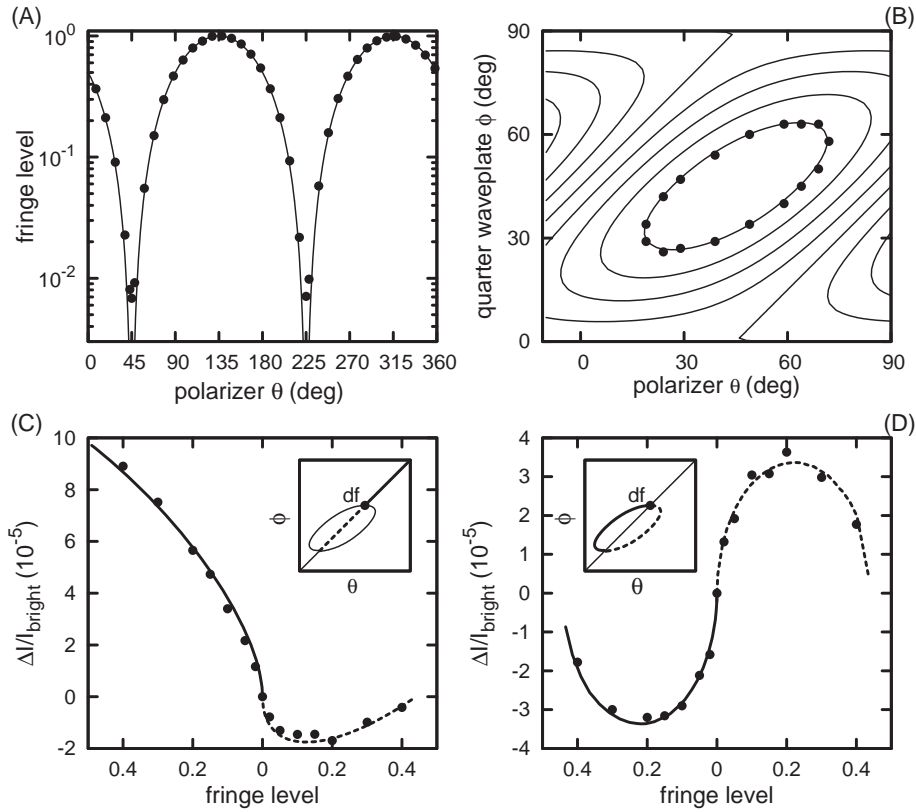 (A)
10⁰
10⁻¹
10⁻²
fringe level
0 45 90 135 180 225 270 315 360
polarizer θ (deg)
(B)
90
60
30
0
quarter waveplate ϕ (deg)
0 30 60 90
polarizer θ (deg)
(C)
10
8
6
4
2
0
-2
ΔI/I_bright (10⁻⁵)
df
ϕ
θ
0.4 0.2 0 0.2 0.4
fringe level
(D)
4
3
2
1
0
-1
-2
-3
-4
ΔI/I_bright (10⁻⁵)
df
ϕ
θ
0.4 0.2 0 0.2 0.4
fringe level